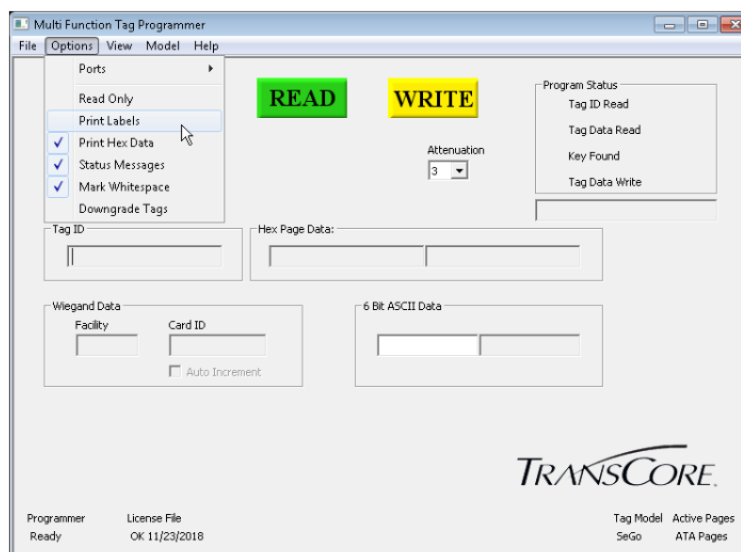 Multi Function Tag Programmer
File Options View Model Help
Ports
Read Only
Print Labels
Print Hex Data
Status Messages
Mark Whitespace
Downgrade Tags
READ WRITE
Attenuation
3
Program Status
Tag ID Read
Tag Data Read
Key Found
Tag Data Write
Tag ID
Hex Page Data:
Wiegand Data
Facility Card ID
Auto Increment
6 Bit ASCII Data
TRANSCORE.
Programmer License File Tag Model Active Pages
Ready OK 11/23/2018 SeGo ATA Pages